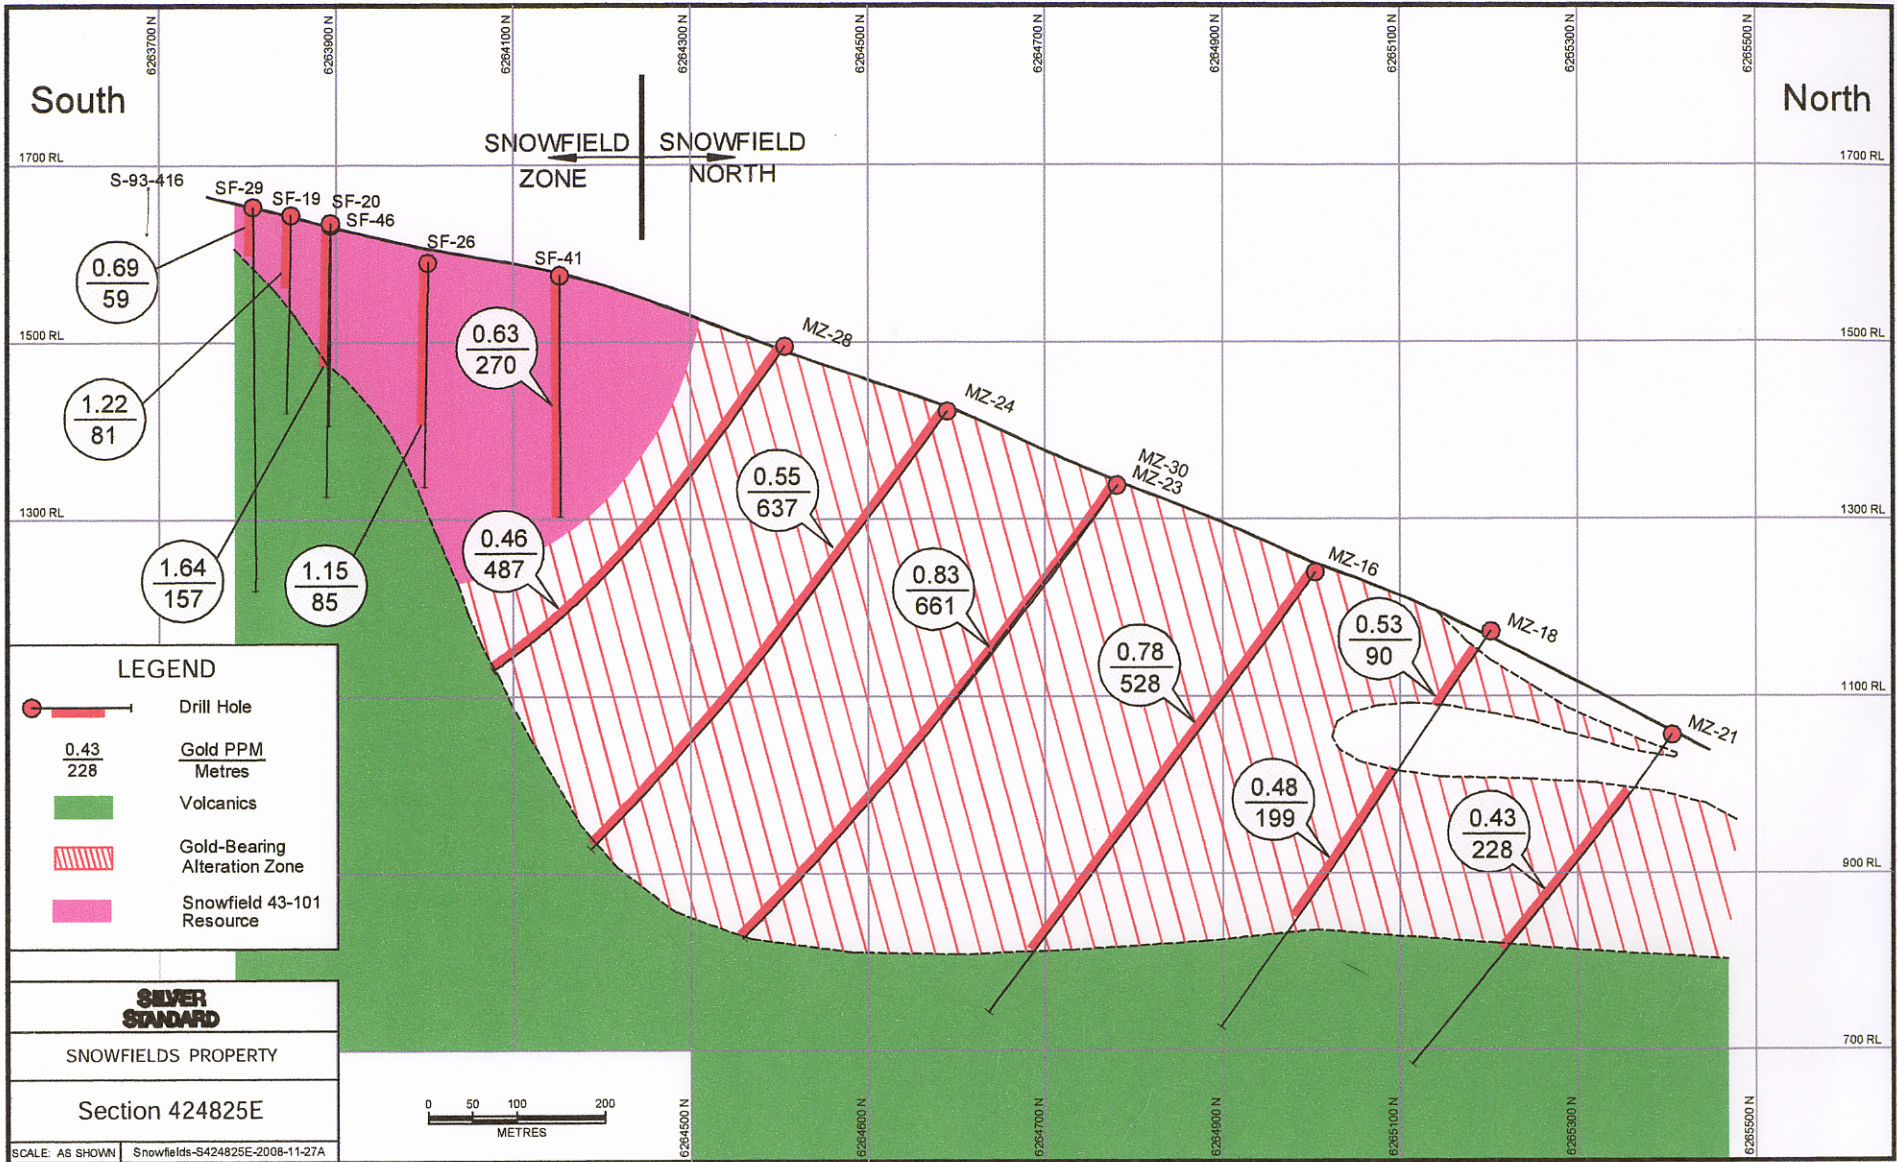 6263700 N
6263900 N
6264100 N
6264300 N
6264500 N
6264700 N
6264900 N
6265100 N
6265300 N
6265500 N
South
North
SNOWFIELD
ZONE
SNOWFIELD
NORTH
1700 RL
1700 RL
S-93-416
SF-29
SF-19
SF-20
SF-46
SF-26
SF-41
0.69
59
1.22
81
0.63
270
1500 RL
1500 RL
MZ-28
MZ-24
MZ-30
MZ-23
0.55
637
1300 RL
1300 RL
0.46
487
1.64
157
1.15
85
0.83
661
MZ-16
0.53
90
MZ-18
0.78
528
1100 RL
MZ-21
0.48
199
0.43
228
900 RL
700 RL
LEGEND
Drill Hole
0.43
228
Gold PPM
Metres
Volcanics
Gold-Bearing
Alteration Zone
Snowfield 43-101
Resource
SILVER
STANDARD
SNOWFIELDS PROPERTY
Section 424825E
SCALE: AS SHOWN
Snowfields-S424825E-2008-11-27A
0 50 100 200
METRES
6264500 N
6264600 N
6264700 N
6264900 N
6265100 N
6265300 N
6265500 N